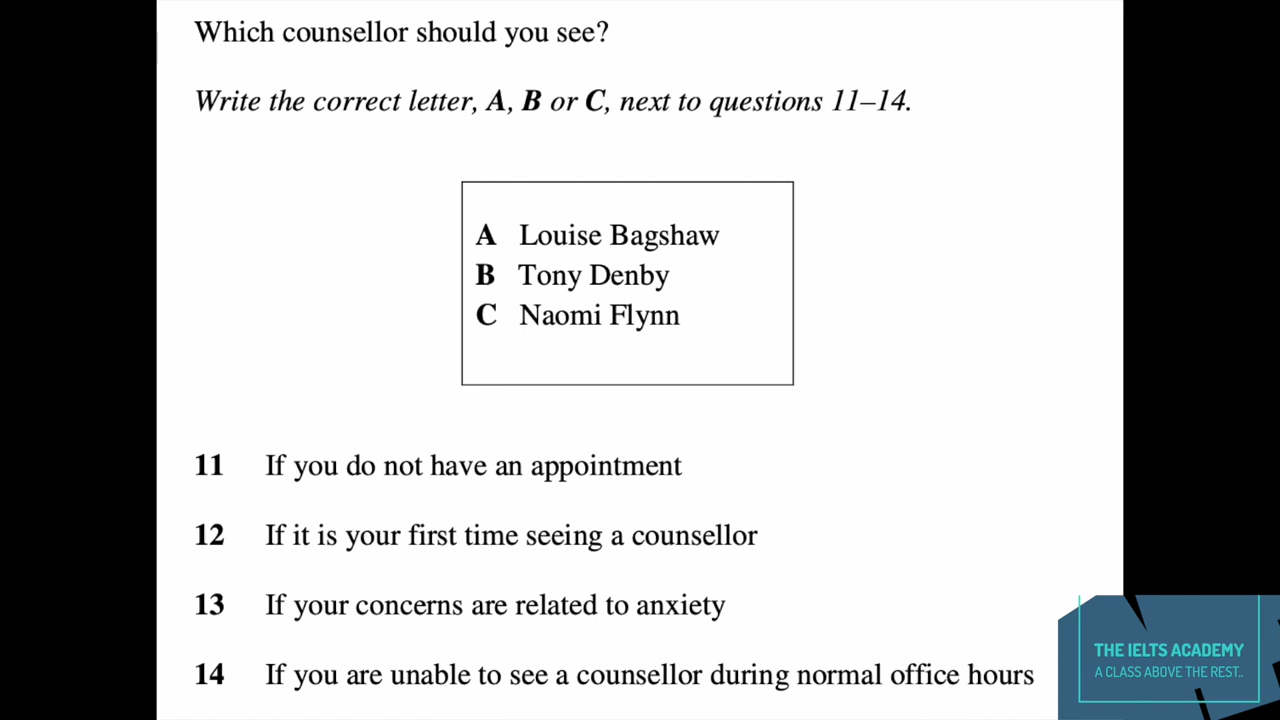 Which counsellor should you see?
Write the correct letter, A, B or C, next to questions 11–14.
A Louise Bagshaw
B Tony Denby
C Naomi Flynn
11 If you do not have an appointment
12 If it is your first time seeing a counsellor
13 If your concerns are related to anxiety
14 If you are unable to see a counsellor during normal office hours
THE IELTS ACADEMY
A CLASS ABOVE THE REST..